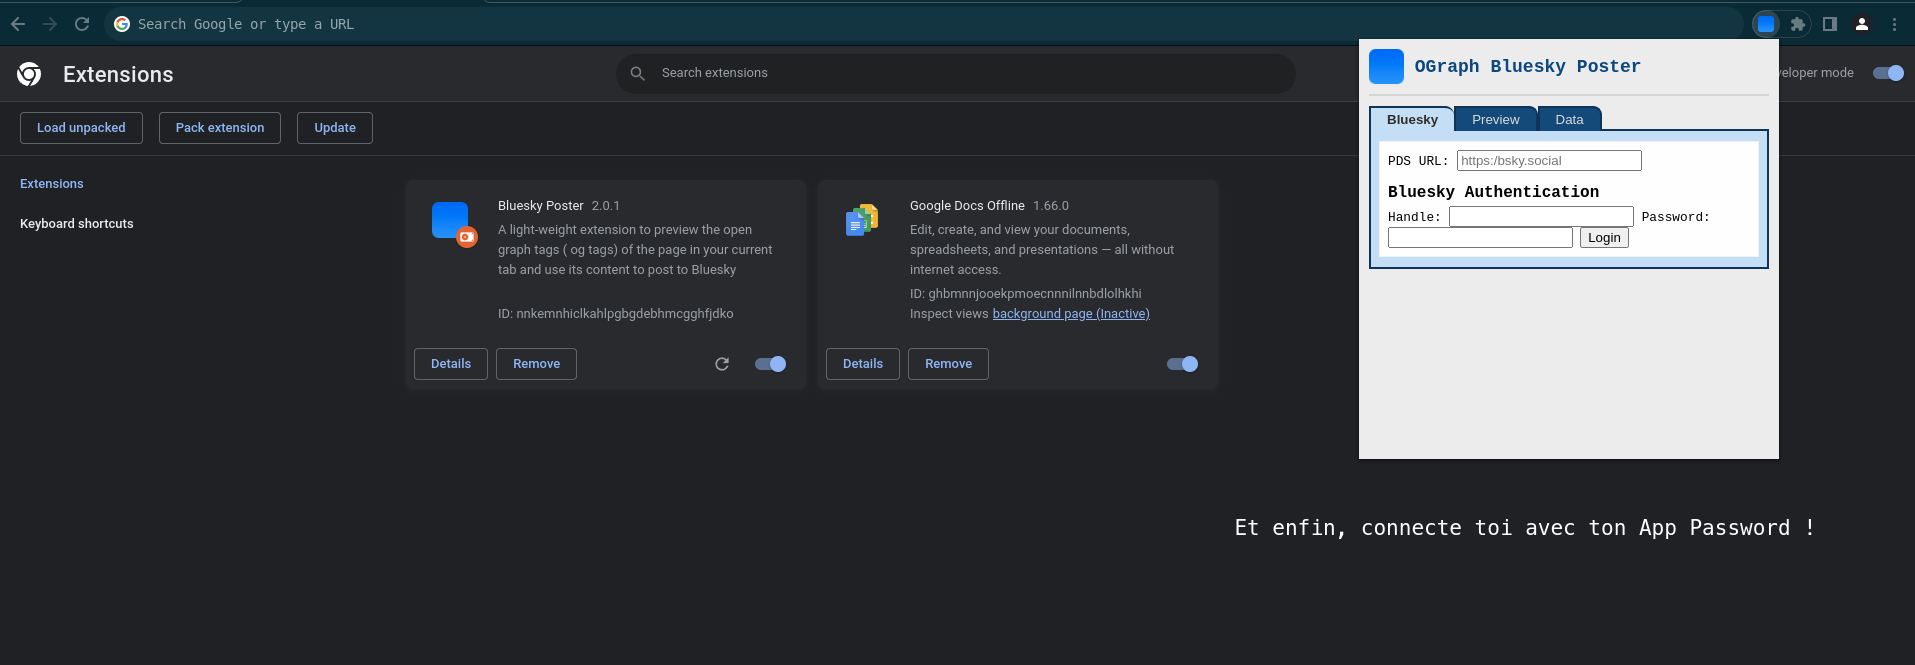 Search Google or type a URL
Extensions
Search extensions
veloper mode
Load unpacked
Pack extension
Update
OGraph Bluesky Poster
Bluesky
Preview
Data
PDS URL:
https:/bsky.social
Bluesky Authentication
Handle:
Password:
Login
Extensions
Keyboard shortcuts
Bluesky Poster 2.0.1
A light-weight extension to preview the open
graph tags ( og tags) of the page in your current
tab and use its content to post to Bluesky
ID: nnkemnhiclkahlpgbgdebhmcgghfjdko
Details
Remove
Google Docs Offline 1.66.0
Edit, create, and view your documents,
spreadsheets, and presentations — all without
internet access.
ID: ghbmnnjooekpmoecnnnilnnbdlolhkhi
Inspect views background page (Inactive)
Details
Remove
Et enfin, connecte toi avec ton App Password !